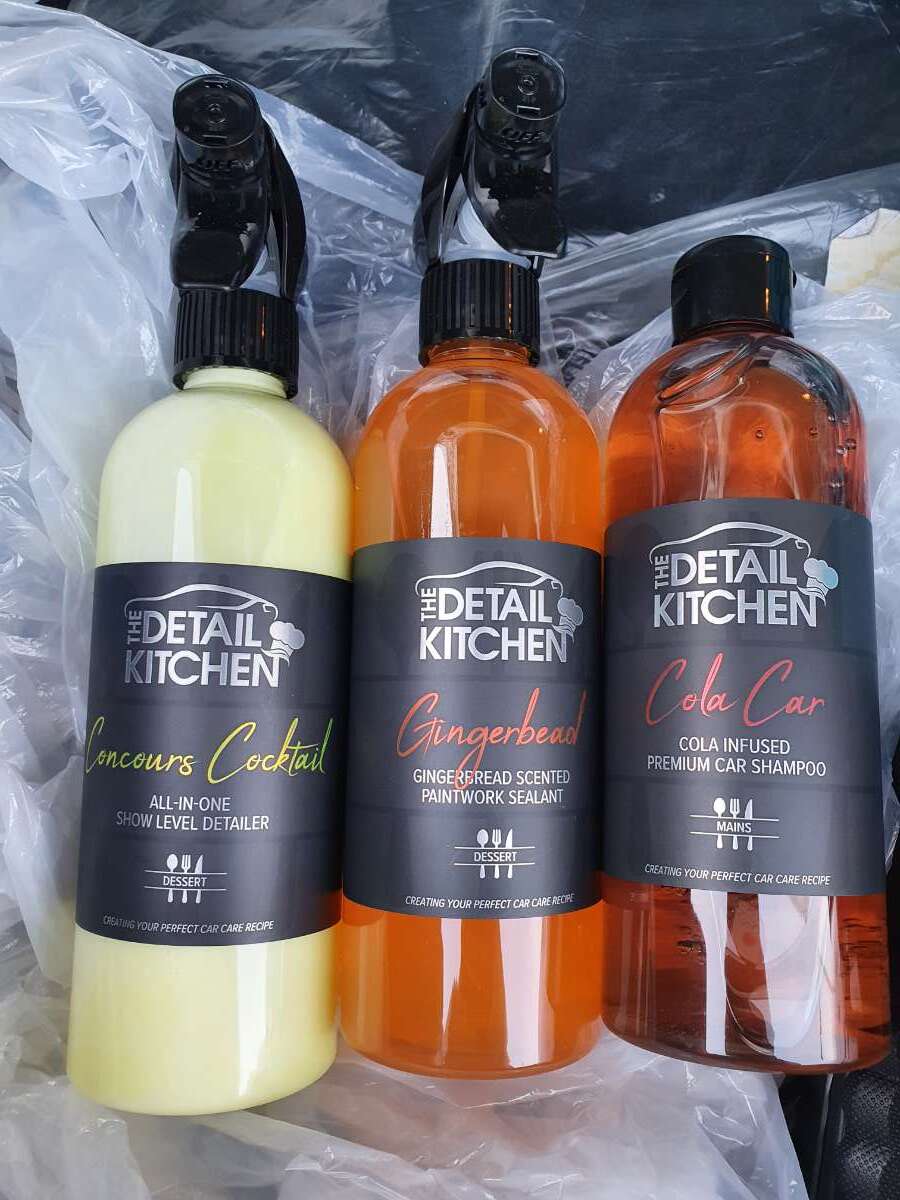 OFF
THE DETAIL
KITCHEN
Concours Cocktail
ALL-IN-ONE
SHOW LEVEL DETAILER
DESSERT
CREATING YOUR PERFECT CAR CARE RECIPE
OFF
THE DETAIL
KITCHEN
Gingerbead
GINGERBREAD SCENTED
PAINTWORK SEALANT
DESSERT
CREATING YOUR PERFECT CAR CARE RECIPE
THE DETAIL
KITCHEN
Cola Car
COLA INFUSED
PREMIUM CAR SHAMPOO
MAINS
CREATING YOUR PERFECT CAR CARE RECIPE